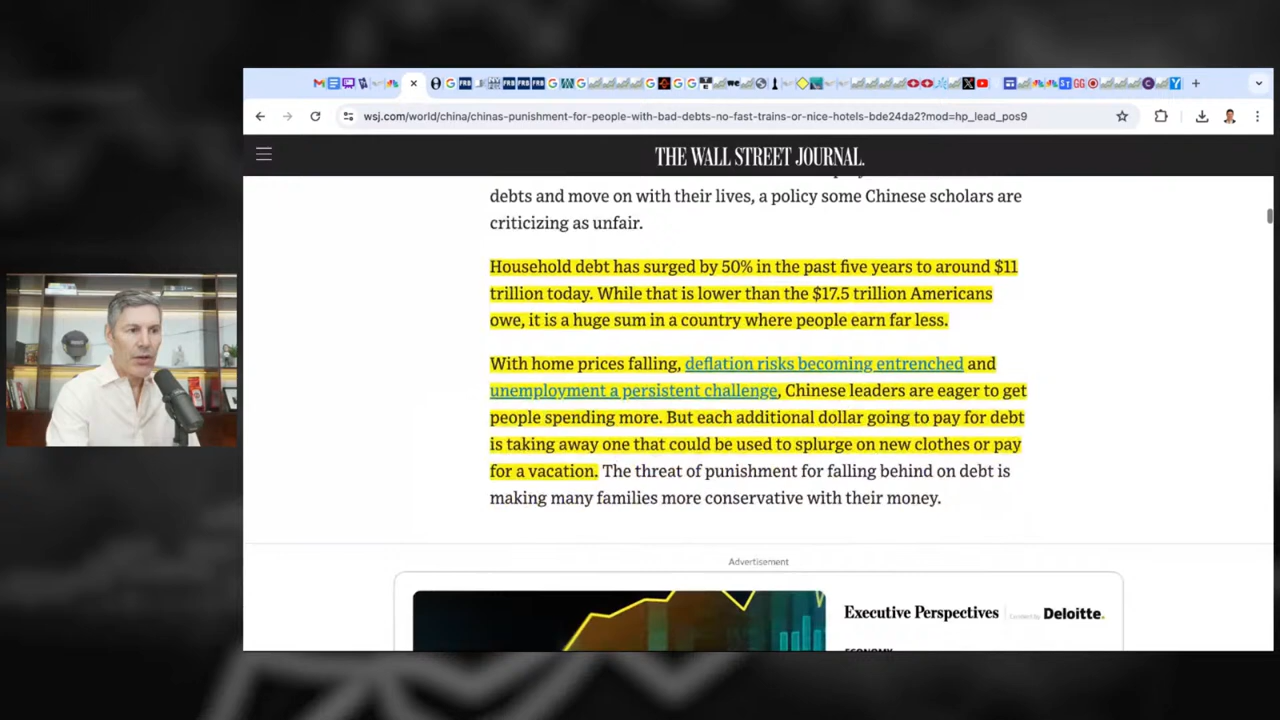 wsj.com/world/china/chinas-punishment-for-people-with-bad-debts-no-fast-trains-or-nice-hotels-bde24da2?mod=hp_lead_pos9
THE WALL STREET JOURNAL.
debts and move on with their lives, a policy some Chinese scholars are
criticizing as unfair.
Household debt has surged by 50% in the past five years to around $11
trillion today. While that is lower than the $17.5 trillion Americans
owe, it is a huge sum in a country where people earn far less.
With home prices falling, deflation risks becoming entrenched and
unemployment a persistent challenge, Chinese leaders are eager to get
people spending more. But each additional dollar going to pay for debt
is taking away one that could be used to splurge on new clothes or pay
for a vacation. The threat of punishment for falling behind on debt is
making many families more conservative with their money.
Advertisement
Executive Perspectives
Deloitte.